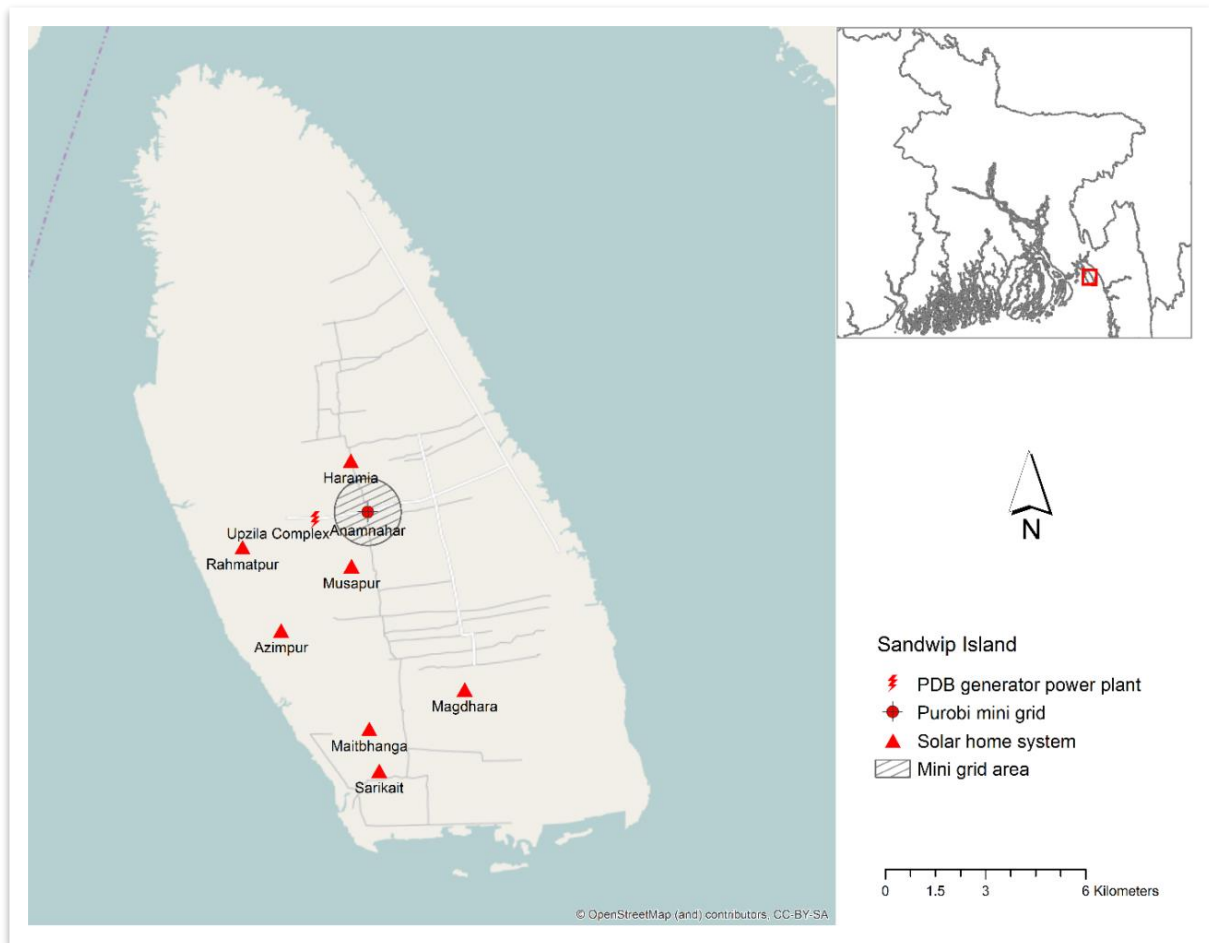 Haramia
Anamnahar
Upzila Complex
Rahmatpur
Musapur
Azimpur
Magdhara
Maitbhanga
Sarikait
© OpenStreetMap (and) contributors, CC-BY-SA
N
Sandwip Island
PDB generator power plant
Purobi mini grid
Solar home system
Mini grid area
0 1.5 3 6 Kilometers